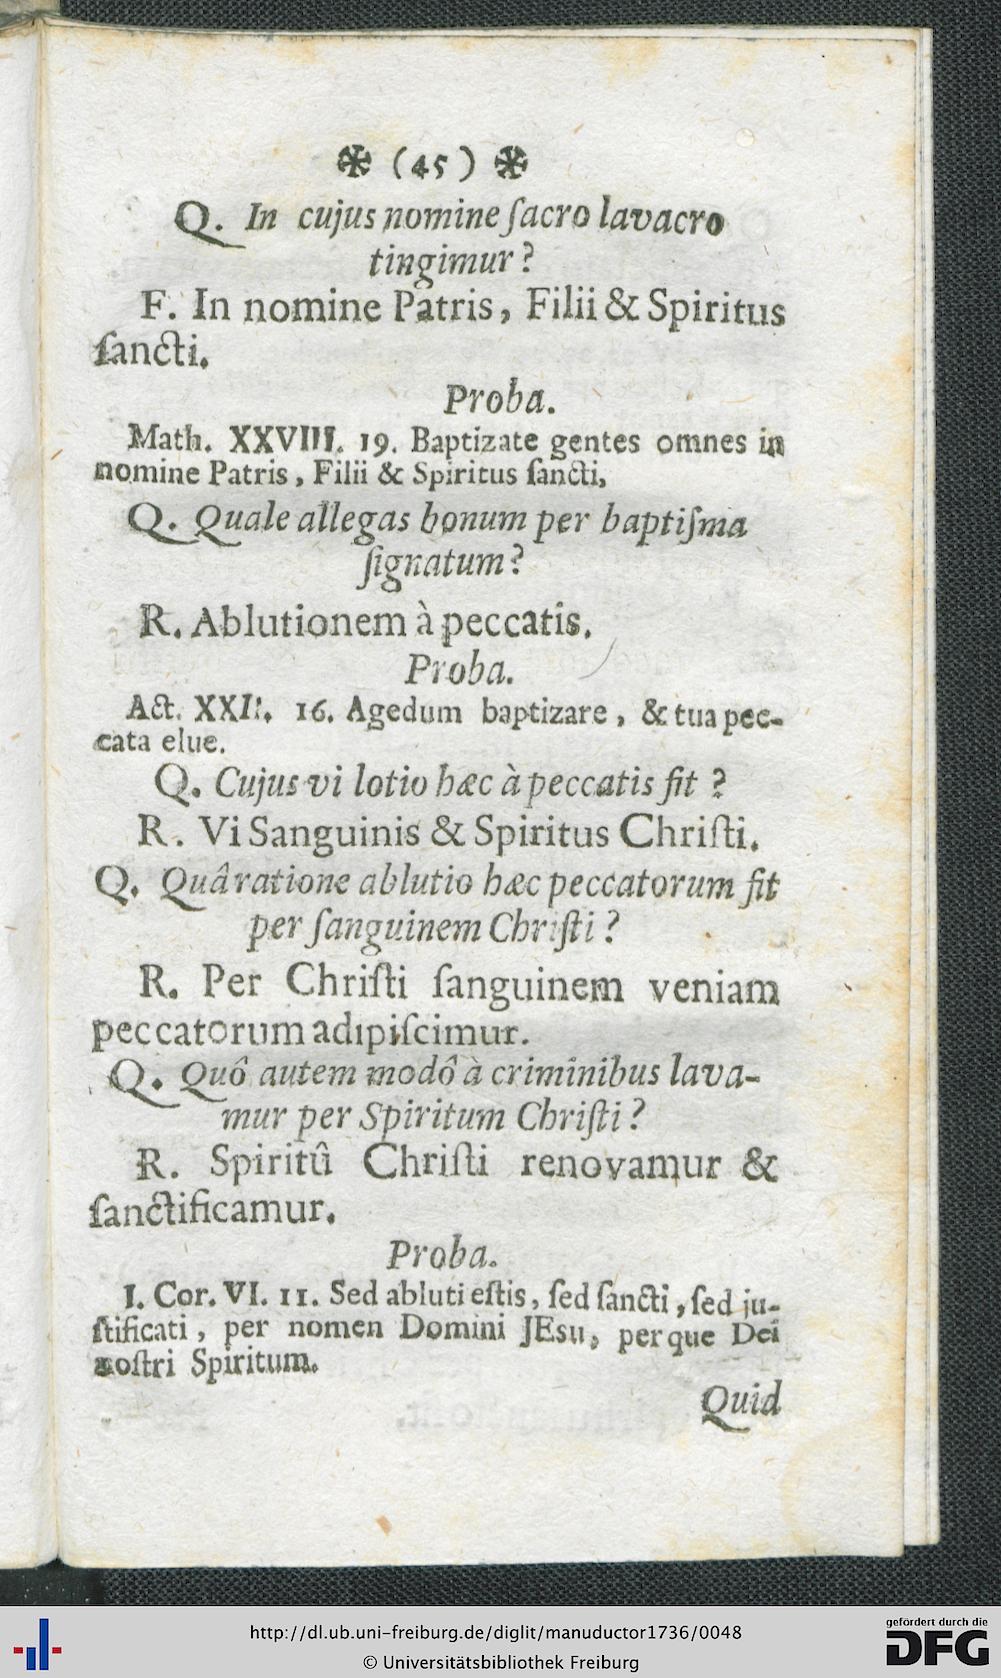 (45)
Q. In cujus nomine ſacro lavacro
tingimur?
F. In nomine Patris, Filii & Spiritus
ſancti.
Proba.
Math. XXVIII. 19. Baptizate gentes omnes in
nomine Patris, Filii & Spiritus ſancti,
Q. Quale allegas bonum per baptiſma
ſignatum?
R. Ablutionem à peccatis.
Proba.
Act. XXII. 16. Agedum baptizare, & tua pec-
cata elue.
Q. Cujus vi lotio hæc à peccatis fit?
R. Vi Sanguinis & Spiritus Chriſti.
Q. Quâ ratione ablutio hæc peccatorum fit
per ſanguinem Chriſti?
R. Per Chriſti ſanguinem veniam
peccatorum adipiſcimur.
Q. Quô autem modô à criminibus lava-
mur per Spiritum Chriſti?
R. Spiritû Chriſti renovamur &
ſanctificamur.
Proba.
I. Cor. VI. 11. Sed abluti eſtis, ſed ſancti, ſed ju-
ſtificati, per nomen Domini JEsu, per que Dei
noſtri Spiritum.
Quid
http://dl.ub.uni-freiburg.de/diglit/manuductor1736/0048
© Universitätsbibliothek Freiburg
gefördert durch die
DFG